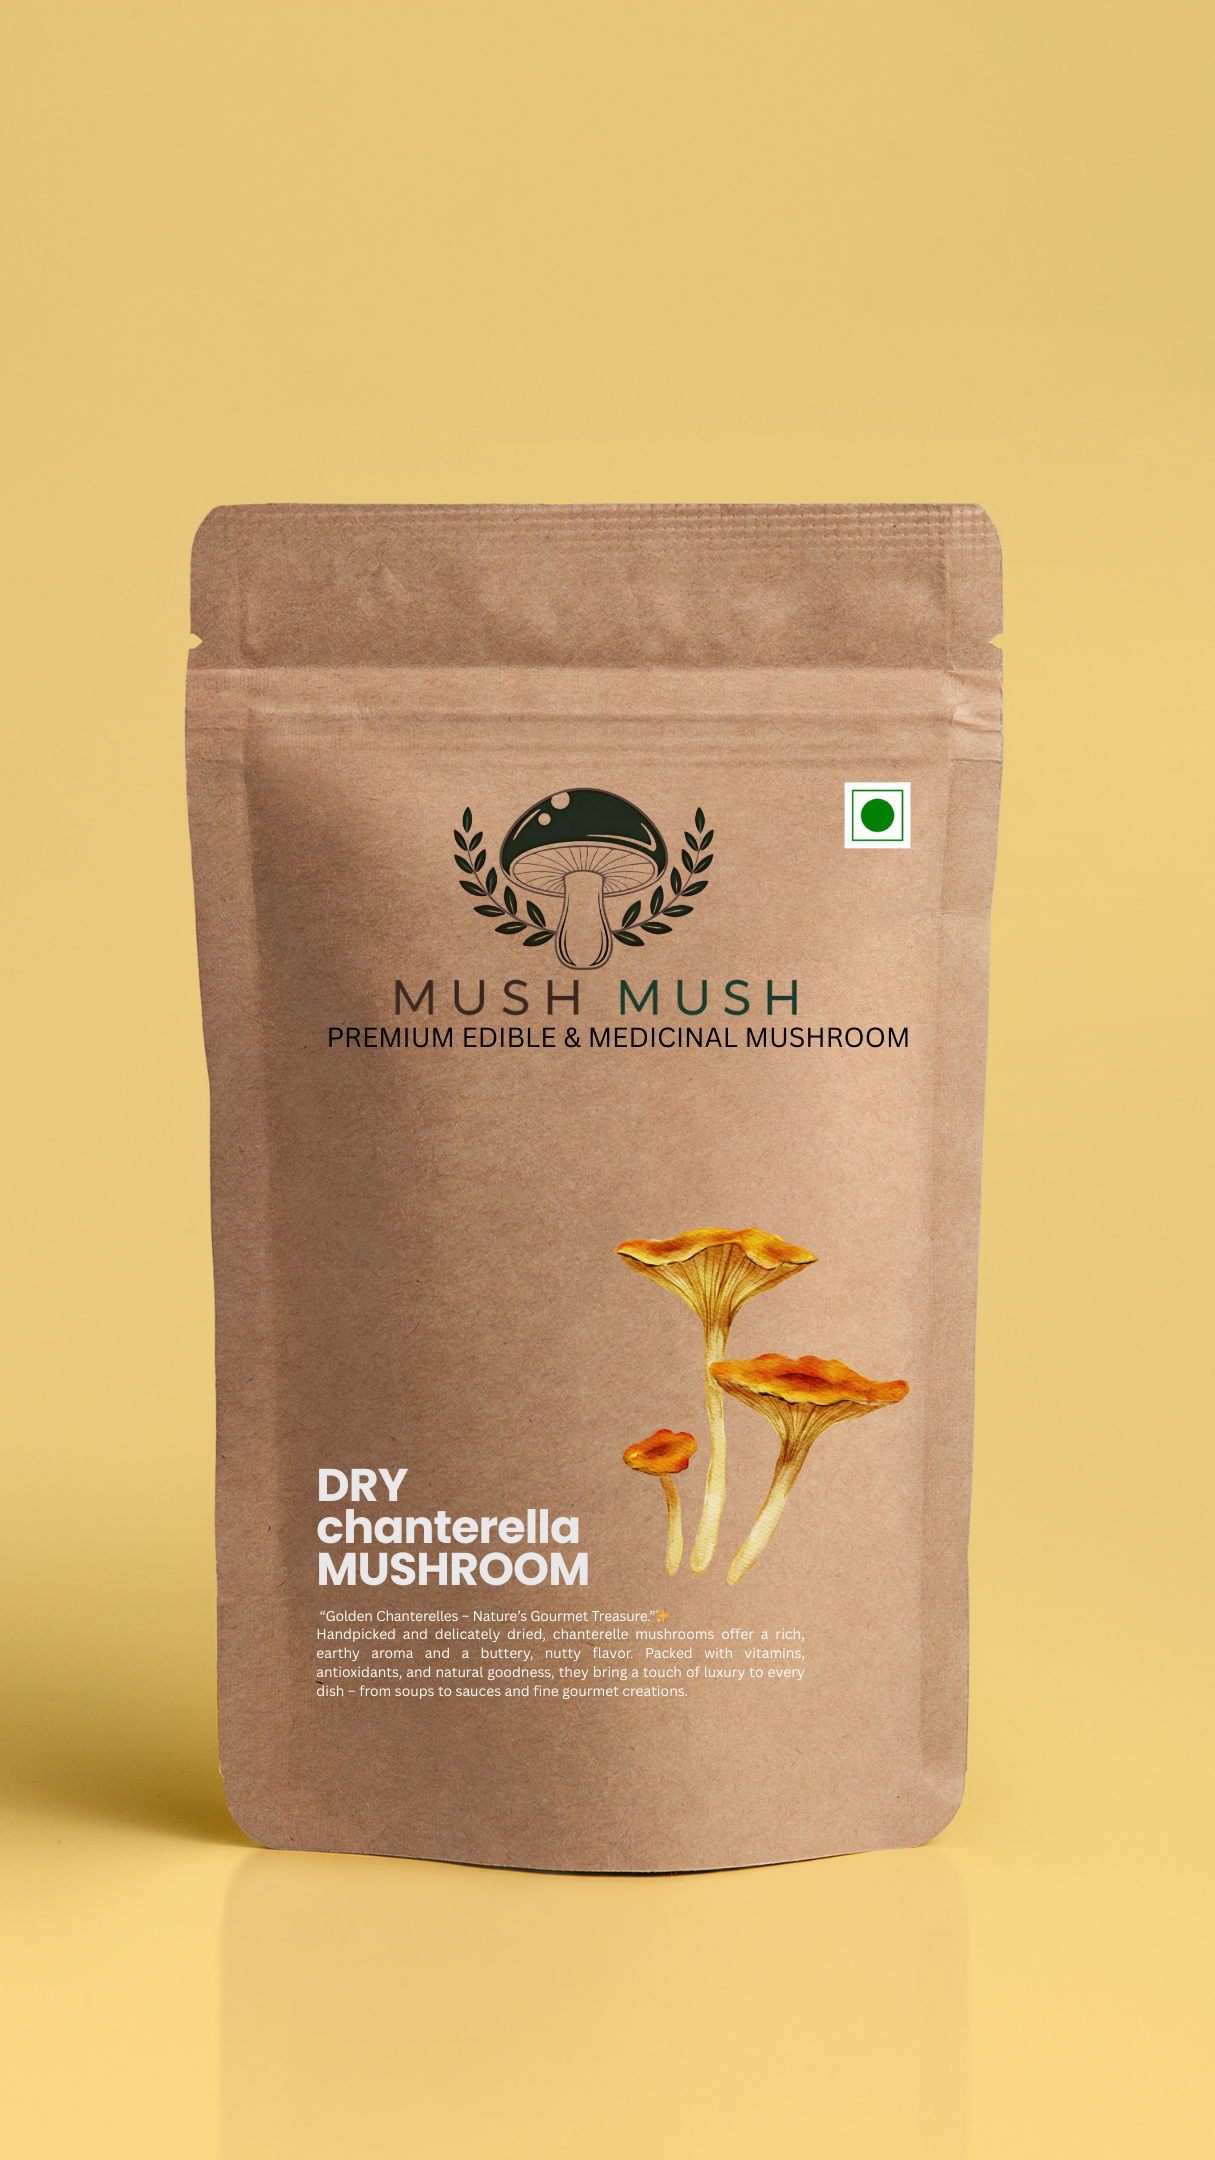 MUSH MUSH
PREMIUM EDIBLE & MEDICINAL MUSHROOM
DRY
chanterella
MUSHROOM
“Golden Chanterelles – Nature’s Gourmet Treasure.”✨
Handpicked and delicately dried, chanterelle mushrooms offer a rich,
earthy aroma and a buttery, nutty flavor. Packed with vitamins,
antioxidants, and natural goodness, they bring a touch of luxury to every
dish – from soups to sauces and fine gourmet creations.